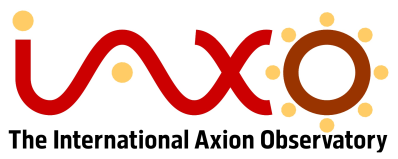 iAXO
The International Axion Observatory